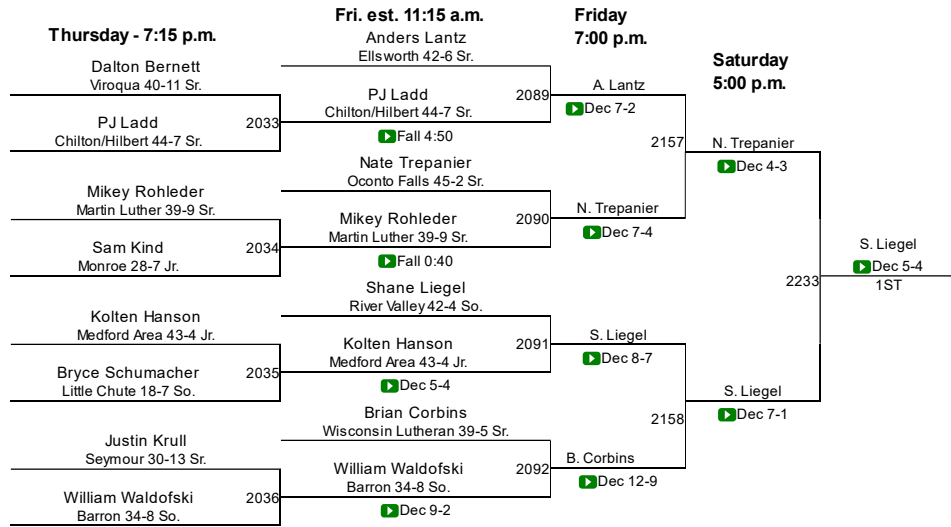 Thursday - 7:15 p.m.
Dalton Bernett
Viroqua 40-11 Sr.
PJ Ladd
Chilton/Hilbert 44-7 Sr.
2033
Mikey Rohleder
Martin Luther 39-9 Sr.
Sam Kind
Monroe 28-7 Jr.
2034
Kolten Hanson
Medford Area 43-4 Jr.
Bryce Schumacher
Little Chute 18-7 So.
2035
Justin Krull
Seymour 30-13 Sr.
William Waldofski
Barron 34-8 So.
2036
Fri. est. 11:15 a.m.
Anders Lantz
Ellsworth 42-6 Sr.
PJ Ladd
Chilton/Hilbert 44-7 Sr.
Fall 4:50
2089
Nate Trepanier
Oconto Falls 45-2 Sr.
Mikey Rohleder
Martin Luther 39-9 Sr.
Fall 0:40
2090
Shane Liegel
River Valley 42-4 So.
Kolten Hanson
Medford Area 43-4 Jr.
Dec 5-4
2091
Brian Corbins
Wisconsin Lutheran 39-5 Sr.
William Waldofski
Barron 34-8 So.
Dec 9-2
2092
Friday
7:00 p.m.
A. Lantz
Dec 7-2
2157
N. Trepanier
Dec 7-4
S. Liegel
Dec 8-7
2158
B. Corbins
Dec 12-9
Saturday
5:00 p.m.
N. Trepanier
Dec 4-3
2233
S. Liegel
Dec 7-1
S. Liegel
Dec 5-4
1ST